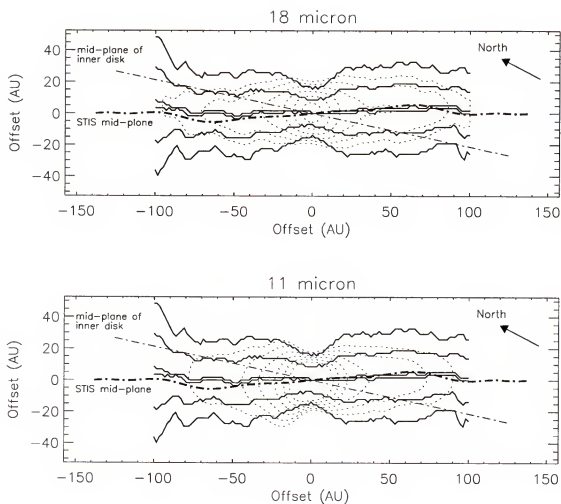 18 micron
40
20
0
−20
−40
Offset (AU)
mid-plane of
inner disk
STIS mid-plane
North
−150 −100 −50 0 50 100 150
Offset (AU)
11 micron
40
20
0
−20
−40
Offset (AU)
mid-plane of
inner disk
STIS mid-plane
North
−150 −100 −50 0 50 100 150
Offset (AU)